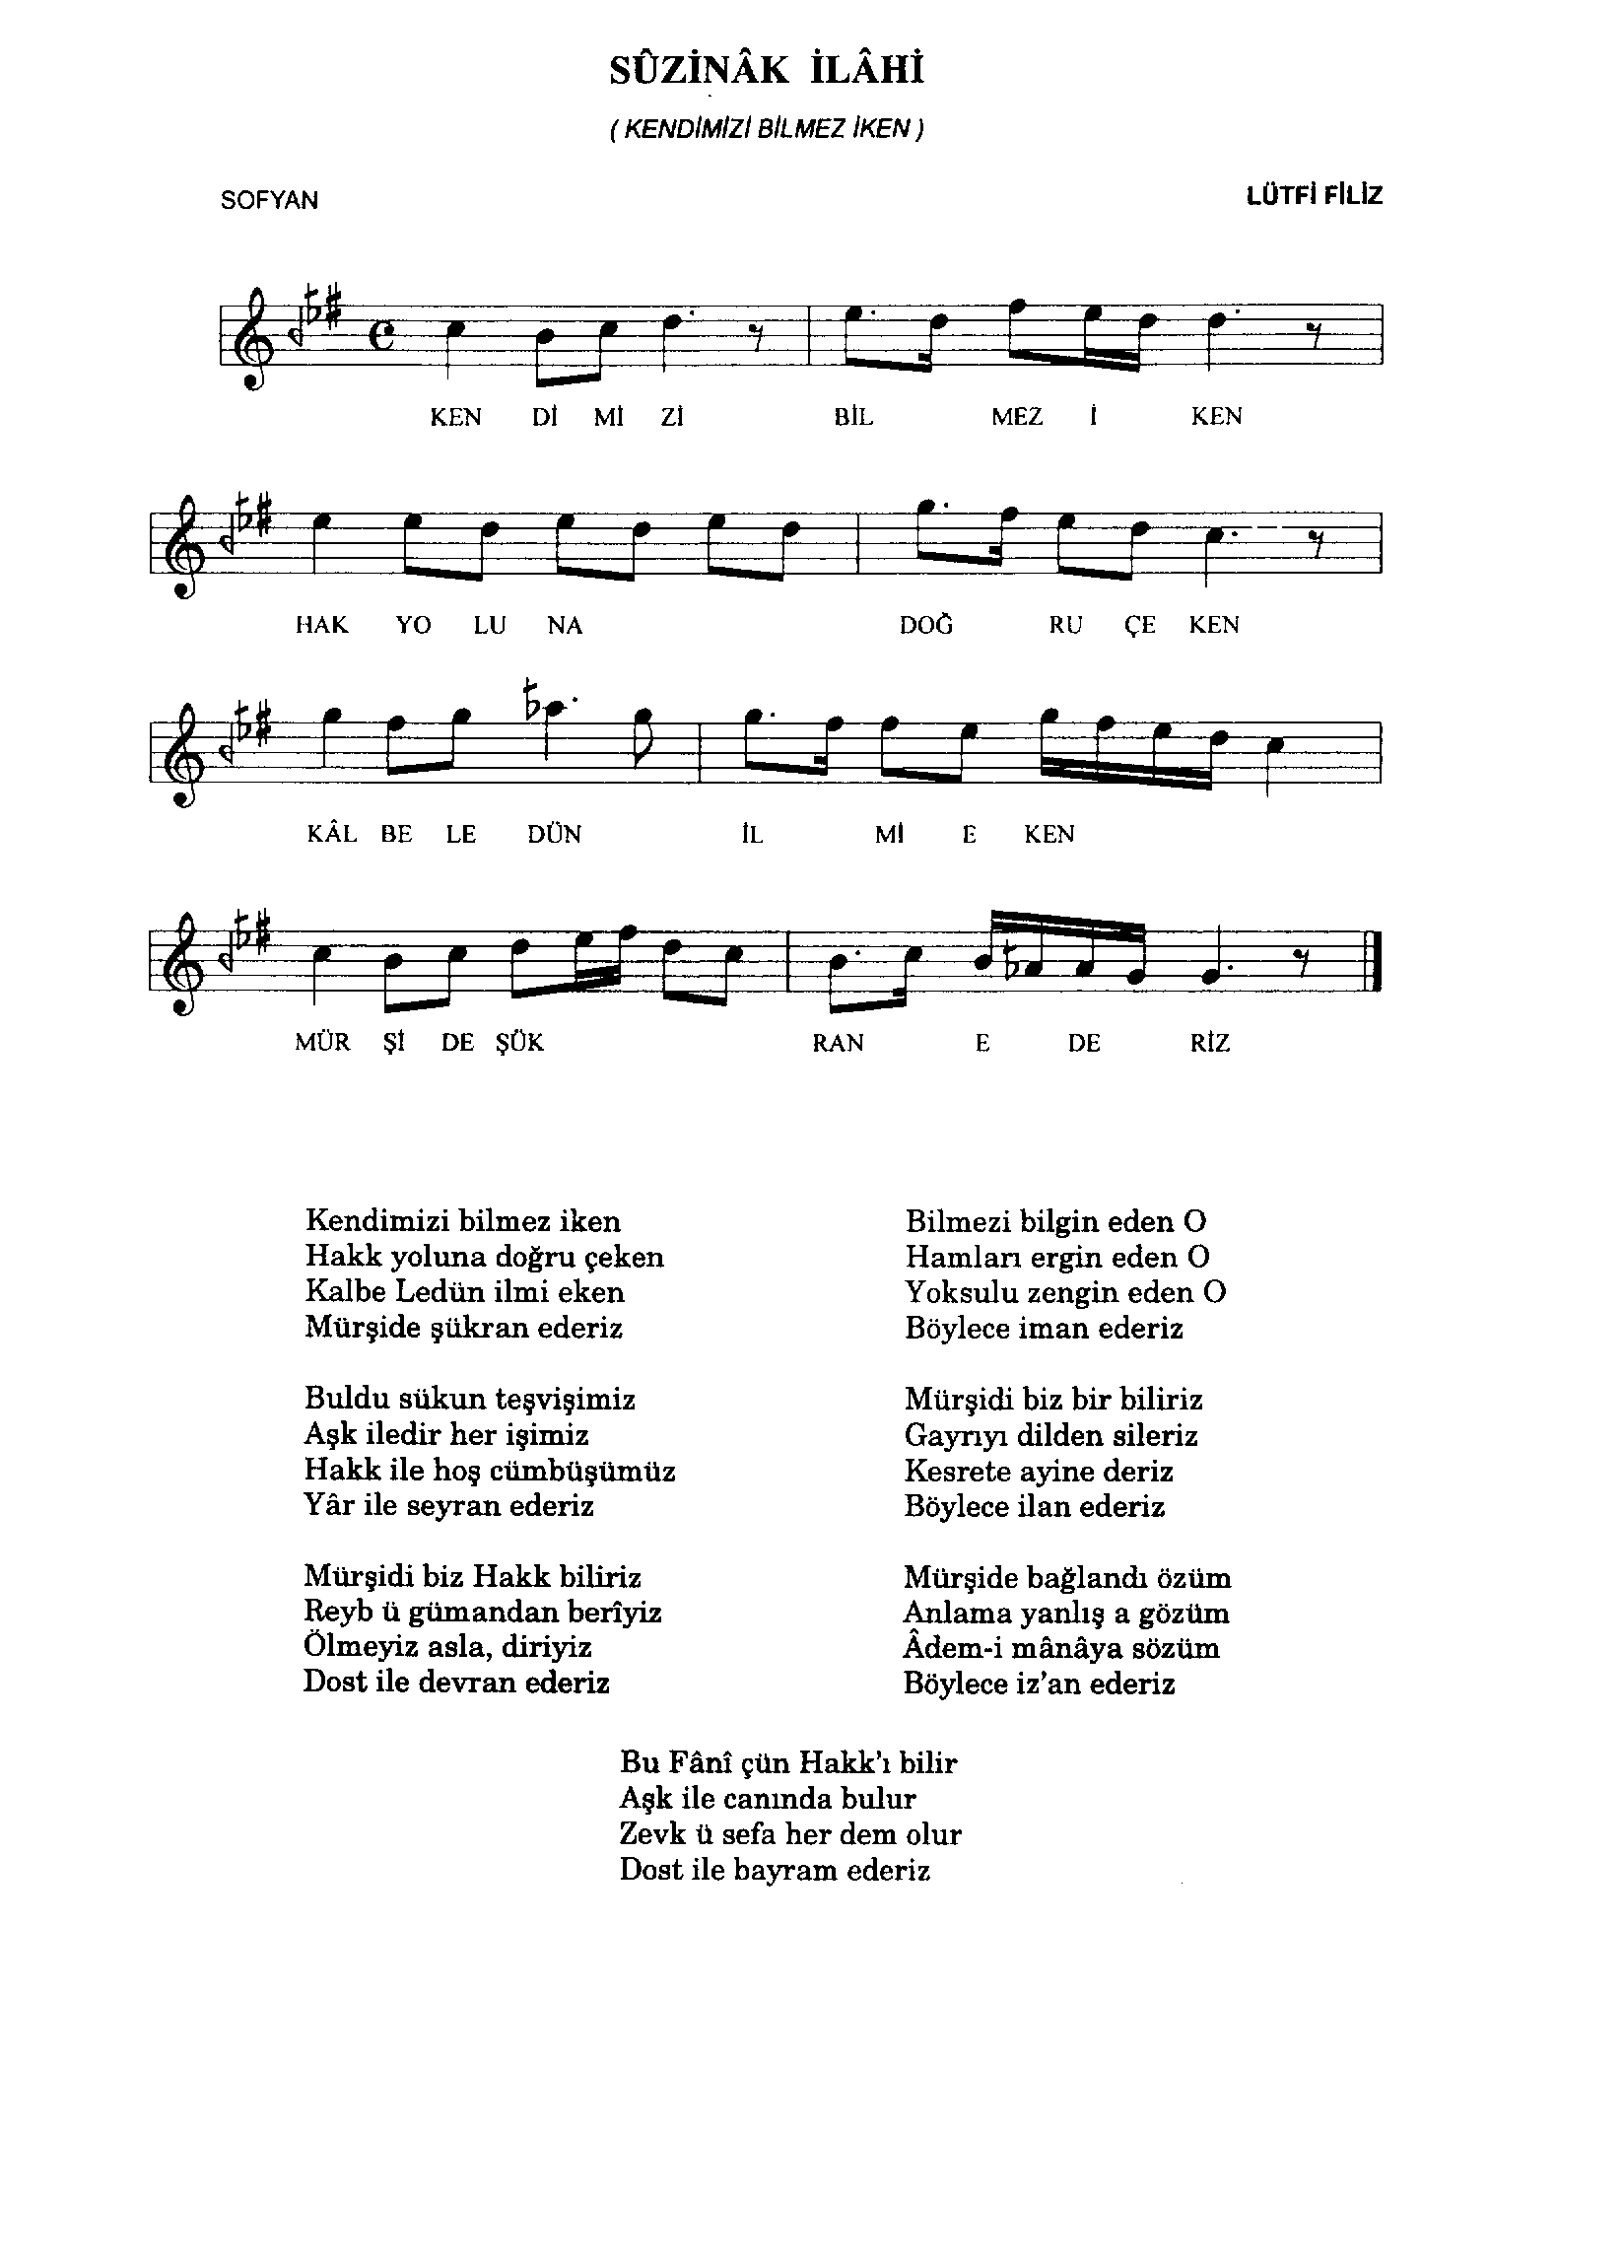 SÛZİNÂK İLÂHİ
( KENDİMİZİ BİLMEZ İKEN )
SOFYAN
LÜTFİ FİLİZ
KEN Dİ Mİ Zİ BİL MEZ İ KEN
HAK YO LU NA DOĞ RU ÇE KEN
KÂL BE LE DÜN İL Mİ E KEN
MÜR Şİ DE ŞÜK RAN E DE RİZ
Kendimizi bilmez iken
Hakk yoluna doğru çeken
Kalbe Ledün ilmi eken
Mürşide şükran ederiz
Buldu sükun teşvişimiz
Aşk iledir her işimiz
Hakk ile hoş cümbüşümüz
Yâr ile seyran ederiz
Mürşidi biz Hakk biliriz
Reyb ü gümandan berîyiz
Ölmeyiz asla, diriyiz
Dost ile devran ederiz
Bilmezi bilgin eden O
Hamları ergin eden O
Yoksulu zengin eden O
Böylece iman ederiz
Mürşidi biz bir biliriz
Gayrıyı dilden sileriz
Kesrete ayine deriz
Böylece ilan ederiz
Mürşide bağlandı özüm
Anlama yanlış a gözüm
Âdem-i mânâya sözüm
Böylece iz'an ederiz
Bu Fânî çün Hakk'ı bilir
Aşk ile canında bulur
Zevk ü sefa her dem olur
Dost ile bayram ederiz